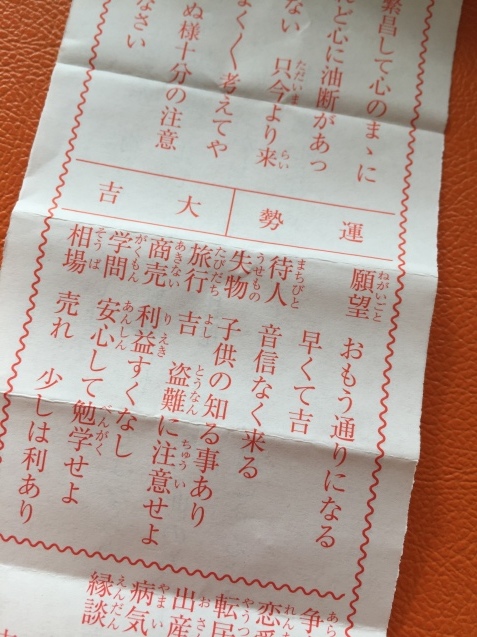 繁昌して心のまゝに
ど心に油断があっ
ない 只今より来
よく〱考えてや
ぬ様十分の注意
なさい
運勢
大吉
願望 おもう通りになる
早くて吉
待人 音信なく来る
失物 子供の知る事あり
旅行 吉 盗難に注意せよ
商売 利益すくなし
学問 安心して勉学せよ
相場 売れ 少しは利あり
争
恋
転居
出産
病気
縁談